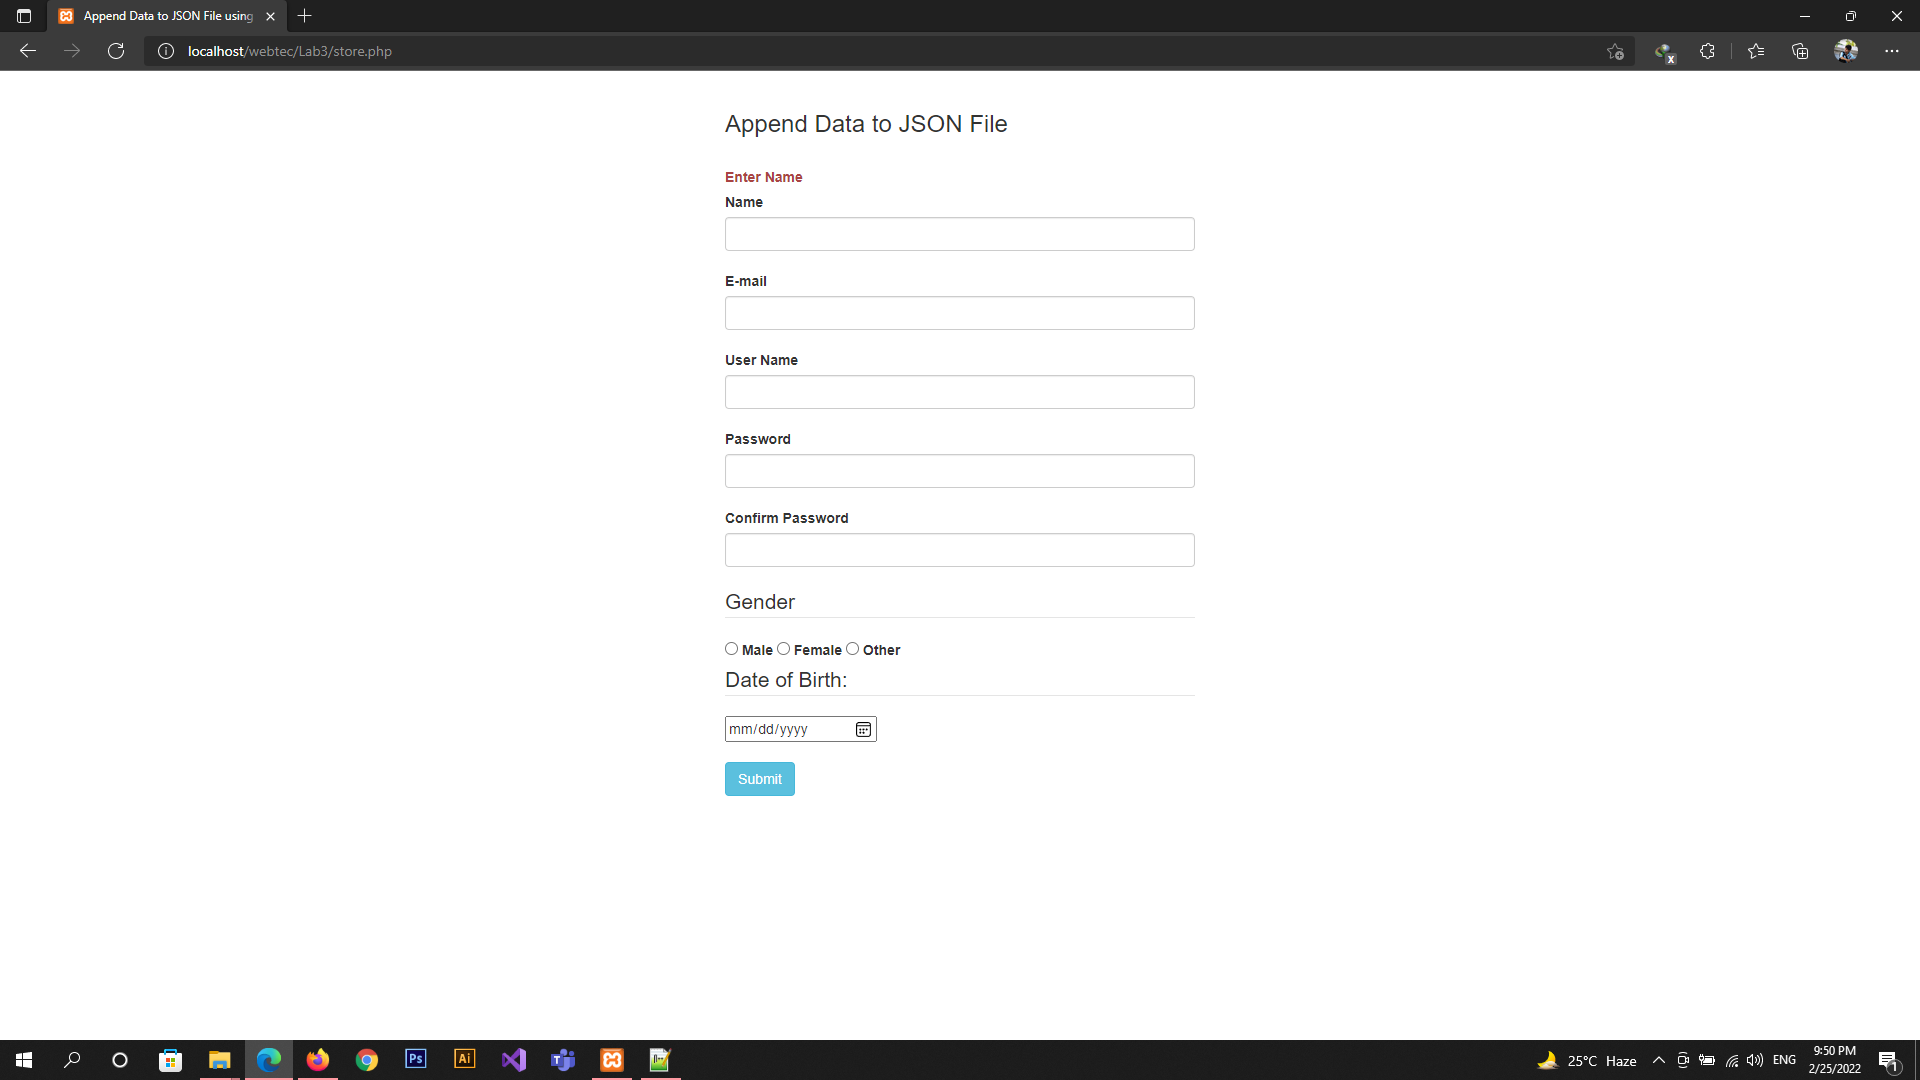 Append Data to JSON File using
localhost/webtec/Lab3/store.php
x
Append Data to JSON File
Enter Name
Name
E-mail
User Name
Password
Confirm Password
Gender
Male Female Other
Date of Birth:
mm/dd/yyyy
Submit
Ps
Ai
25°C Haze
ENG
9:50 PM
2/25/2022
1